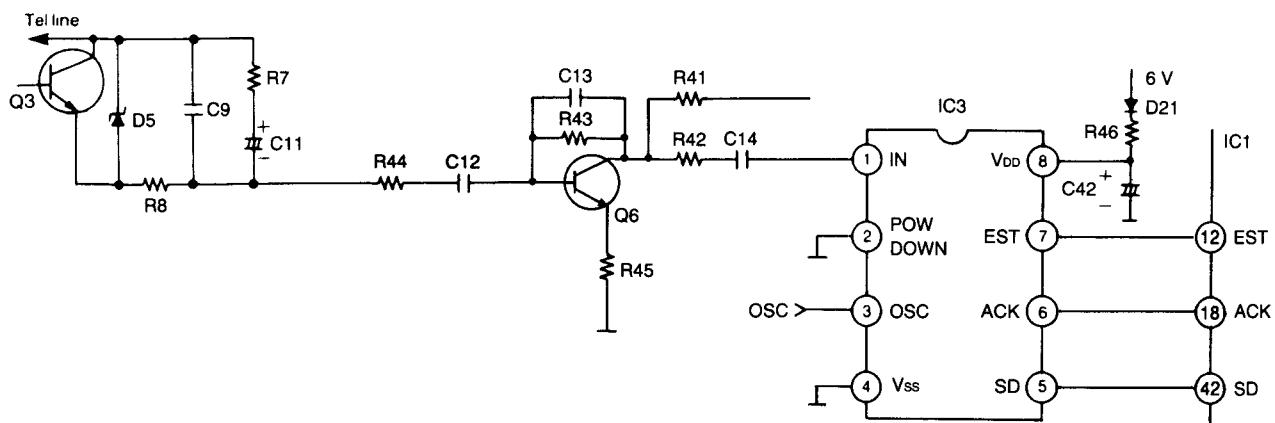 Tel line
Q3
D5
C9
R7
+
C11
-
R8
R44
C12
C13
R43
Q6
R45
R41
R42
C14
IC3
1 IN
2 POW
DOWN
OSC
3 OSC
4 Vss
VDD 8
EST 7
ACK 6
SD 5
6 V
D21
R46
+
C42
-
IC1
12 EST
18 ACK
42 SD